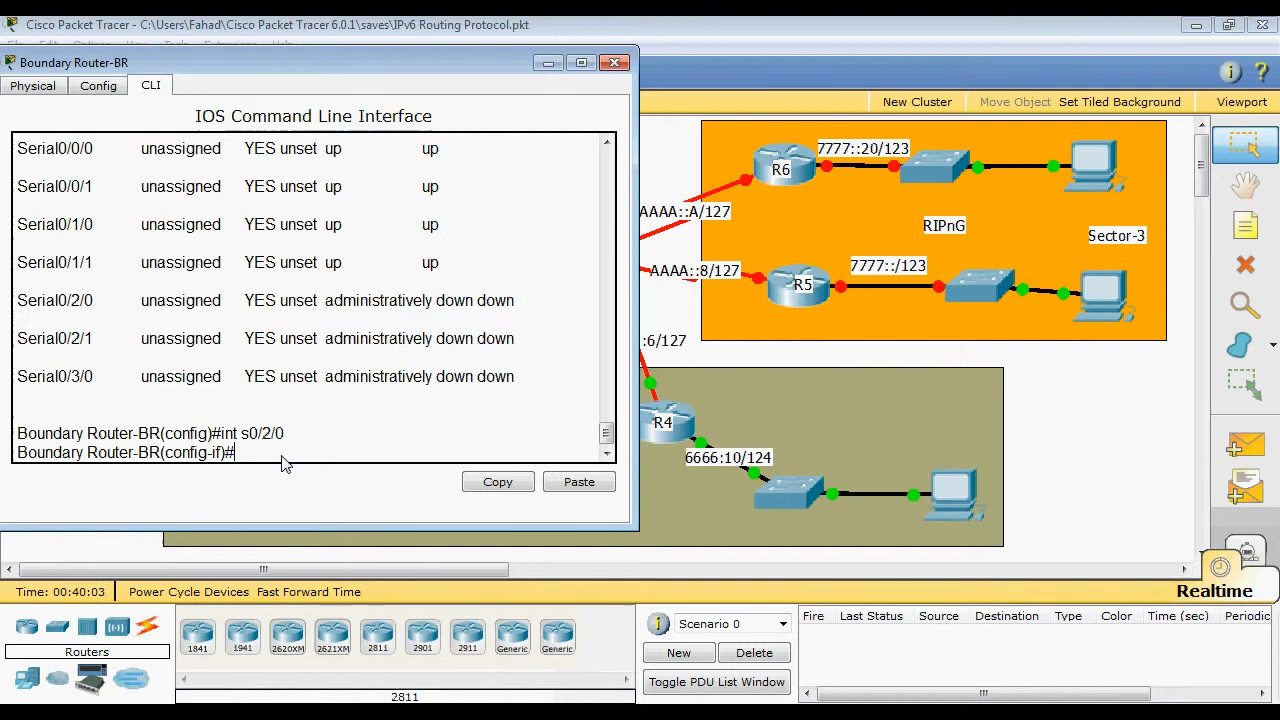 Cisco Packet Tracer - C:\Users\Fahad\Cisco Packet Tracer 6.0.1\saves\IPv6 Routing Protocol.pkt
Boundary Router-BR
Physical Config CLI
IOS Command Line Interface
Serial0/0/0 unassigned YES unset up up
Serial0/0/1 unassigned YES unset up up
Serial0/1/0 unassigned YES unset up up
Serial0/1/1 unassigned YES unset up up
Serial0/2/0 unassigned YES unset administratively down down
Serial0/2/1 unassigned YES unset administratively down down
Serial0/3/0 unassigned YES unset administratively down down
Boundary Router-BR(config)#int s0/2/0
Boundary Router-BR(config-if)#
Copy Paste
New Cluster Move Object Set Tiled Background Viewport
7777::20/123
R6
AAAA::A/127
RIPnG
Sector-3
AAAA::8/127
7777::/123
R5
:6/127
R4
6666:10/124
Time: 00:40:03 Power Cycle Devices Fast Forward Time
Realtime
Routers
1841 1941 2620XM 2621XM 2811 2901 2911 Generic Generic
2811
Scenario 0
New Delete
Toggle PDU List Window
Fire Last Status Source Destination Type Color Time (sec) Periodic